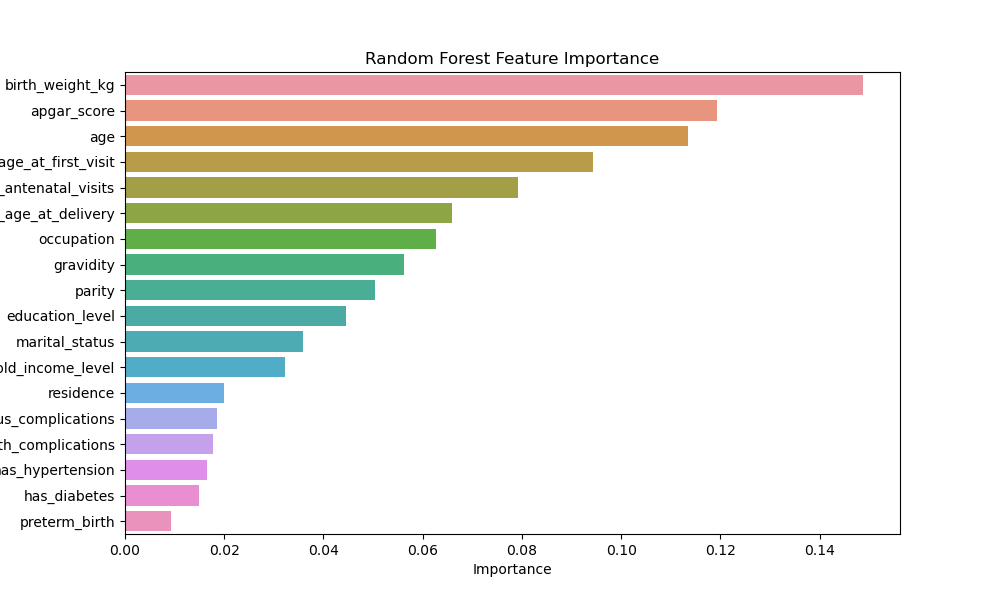 Random Forest Feature Importance
birth_weight_kg
apgar_score
age
age_at_first_visit
_antenatal_visits
_age_at_delivery
occupation
gravidity
parity
education_level
marital_status
old_income_level
residence
us_complications
th_complications
has_hypertension
has_diabetes
preterm_birth
0.00 0.02 0.04 0.06 0.08 0.10 0.12 0.14
Importance